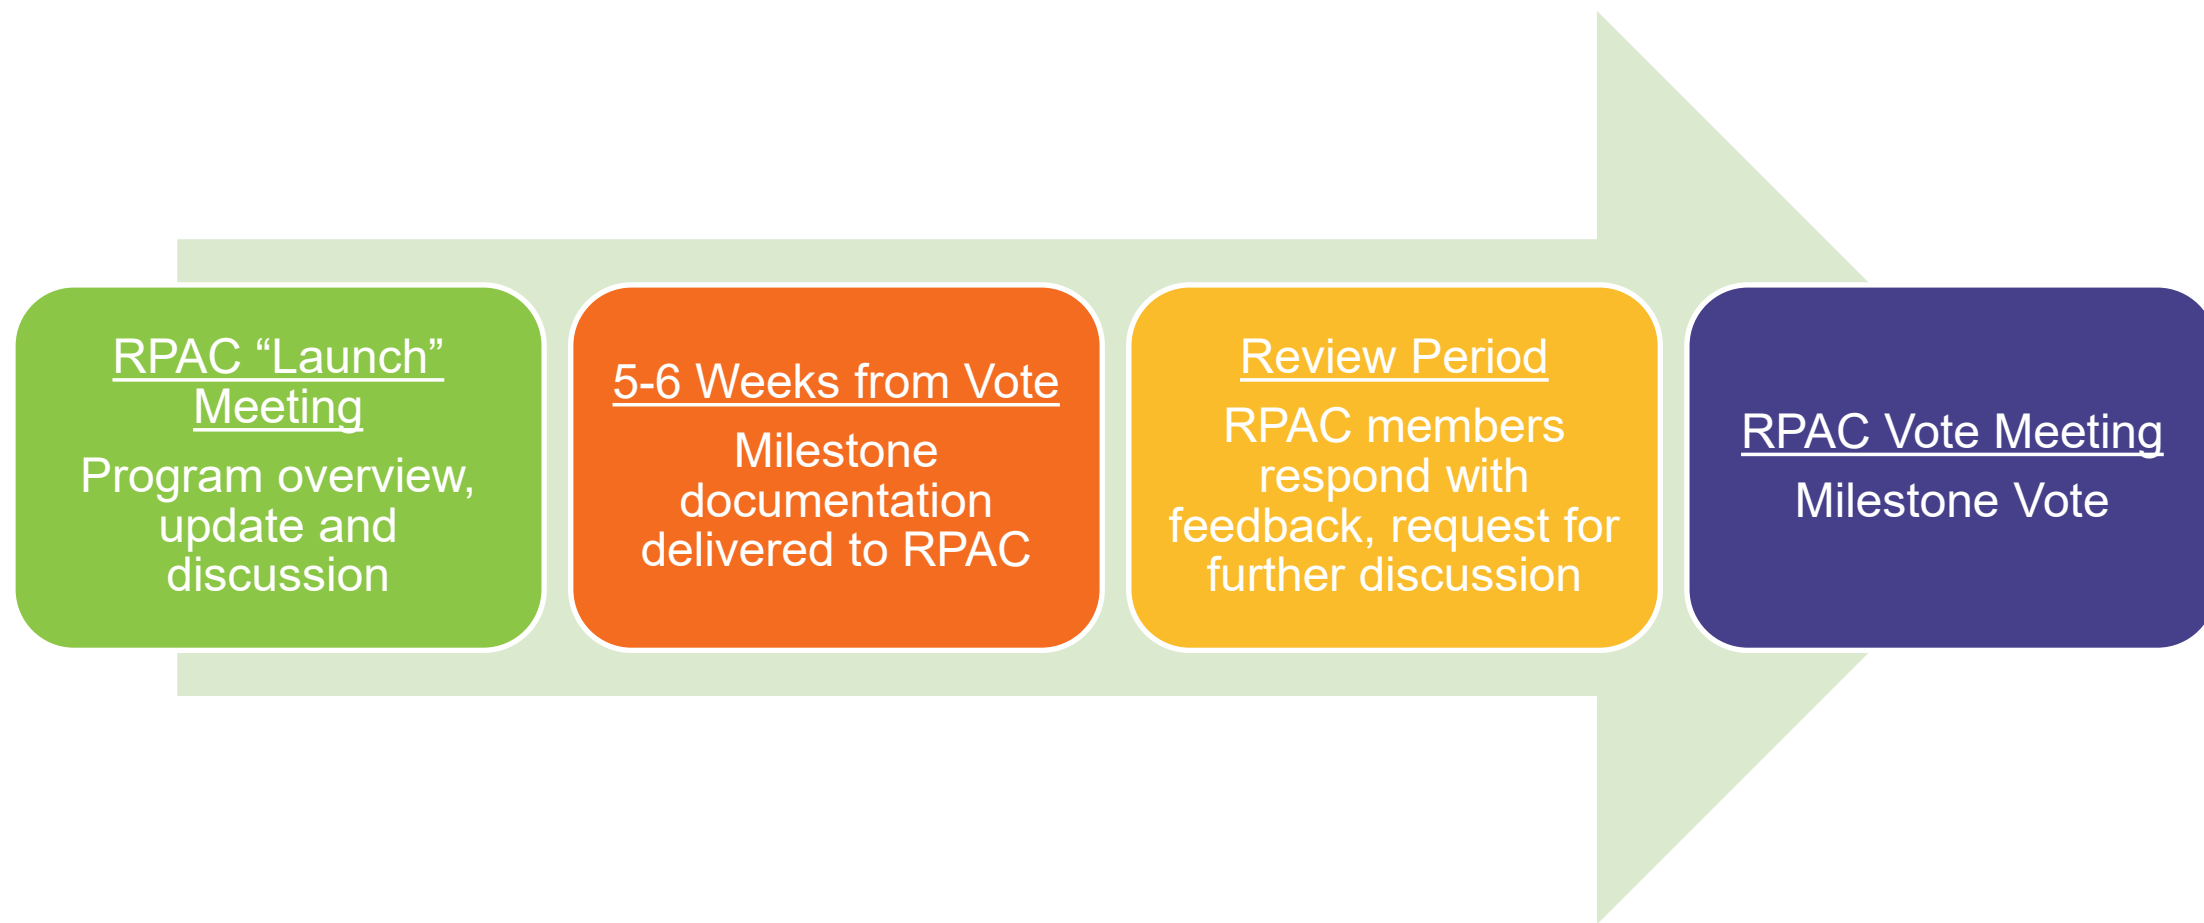 RPAC “Launch”
Meeting
Program overview,
update and
discussion
5-6 Weeks from Vote
Milestone
documentation
delivered to RPAC
Review Period
RPAC members
respond with
feedback, request for
further discussion
RPAC Vote Meeting
Milestone Vote